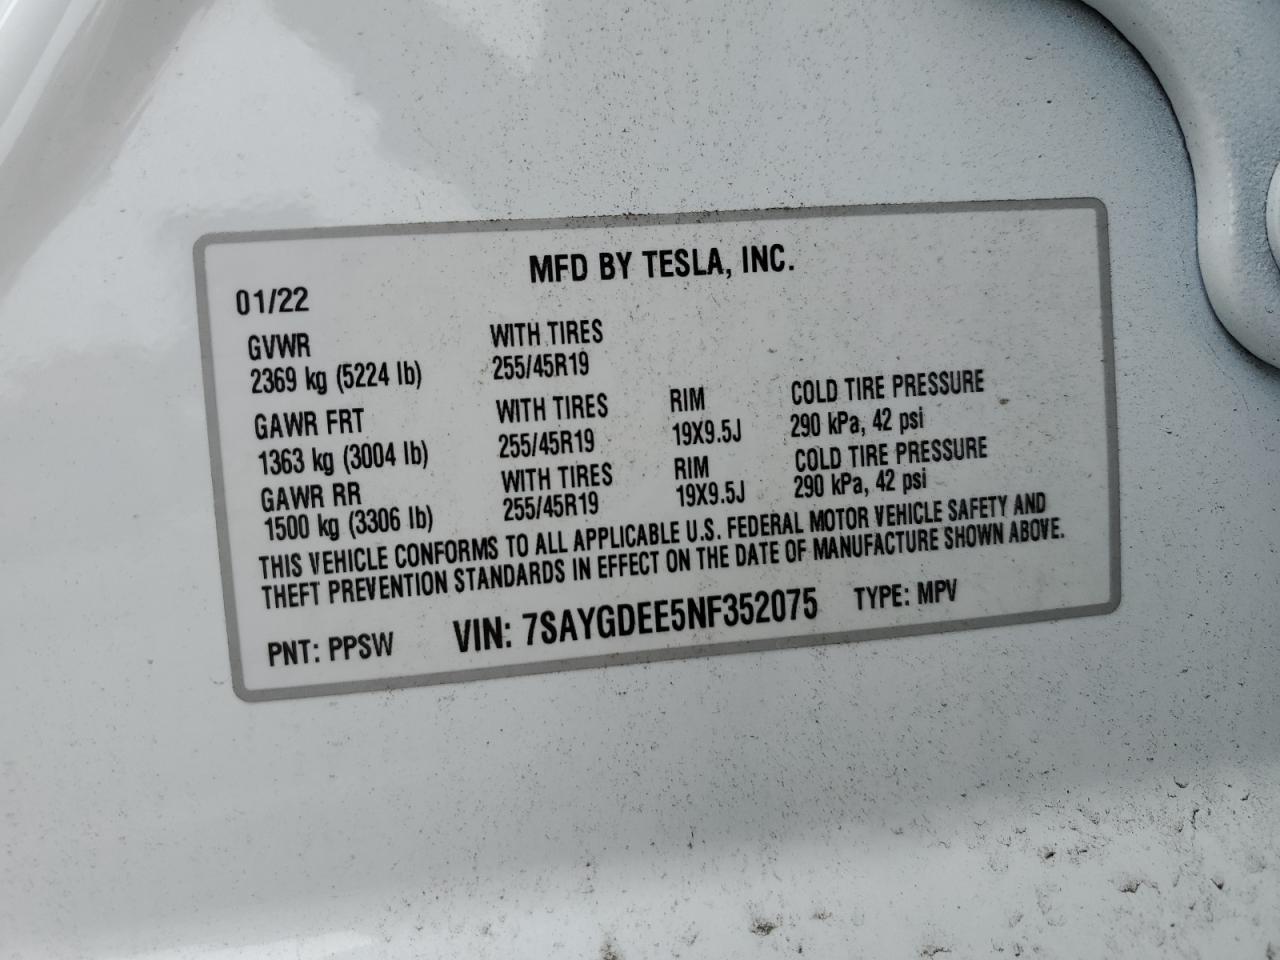 MFD BY TESLA, INC.
01/22
GVWR WITH TIRES
2369 kg (5224 lb) 255/45R19
GAWR FRT WITH TIRES RIM COLD TIRE PRESSURE
1363 kg (3004 lb) 255/45R19 19X9.5J 290 kPa, 42 psi
GAWR RR WITH TIRES RIM COLD TIRE PRESSURE
1500 kg (3306 lb) 255/45R19 19X9.5J 290 kPa, 42 psi
THIS VEHICLE CONFORMS TO ALL APPLICABLE U.S. FEDERAL MOTOR VEHICLE SAFETY AND
THEFT PREVENTION STANDARDS IN EFFECT ON THE DATE OF MANUFACTURE SHOWN ABOVE.
PNT: PPSW VIN: 7SAYGDEE5NF352075 TYPE: MPV